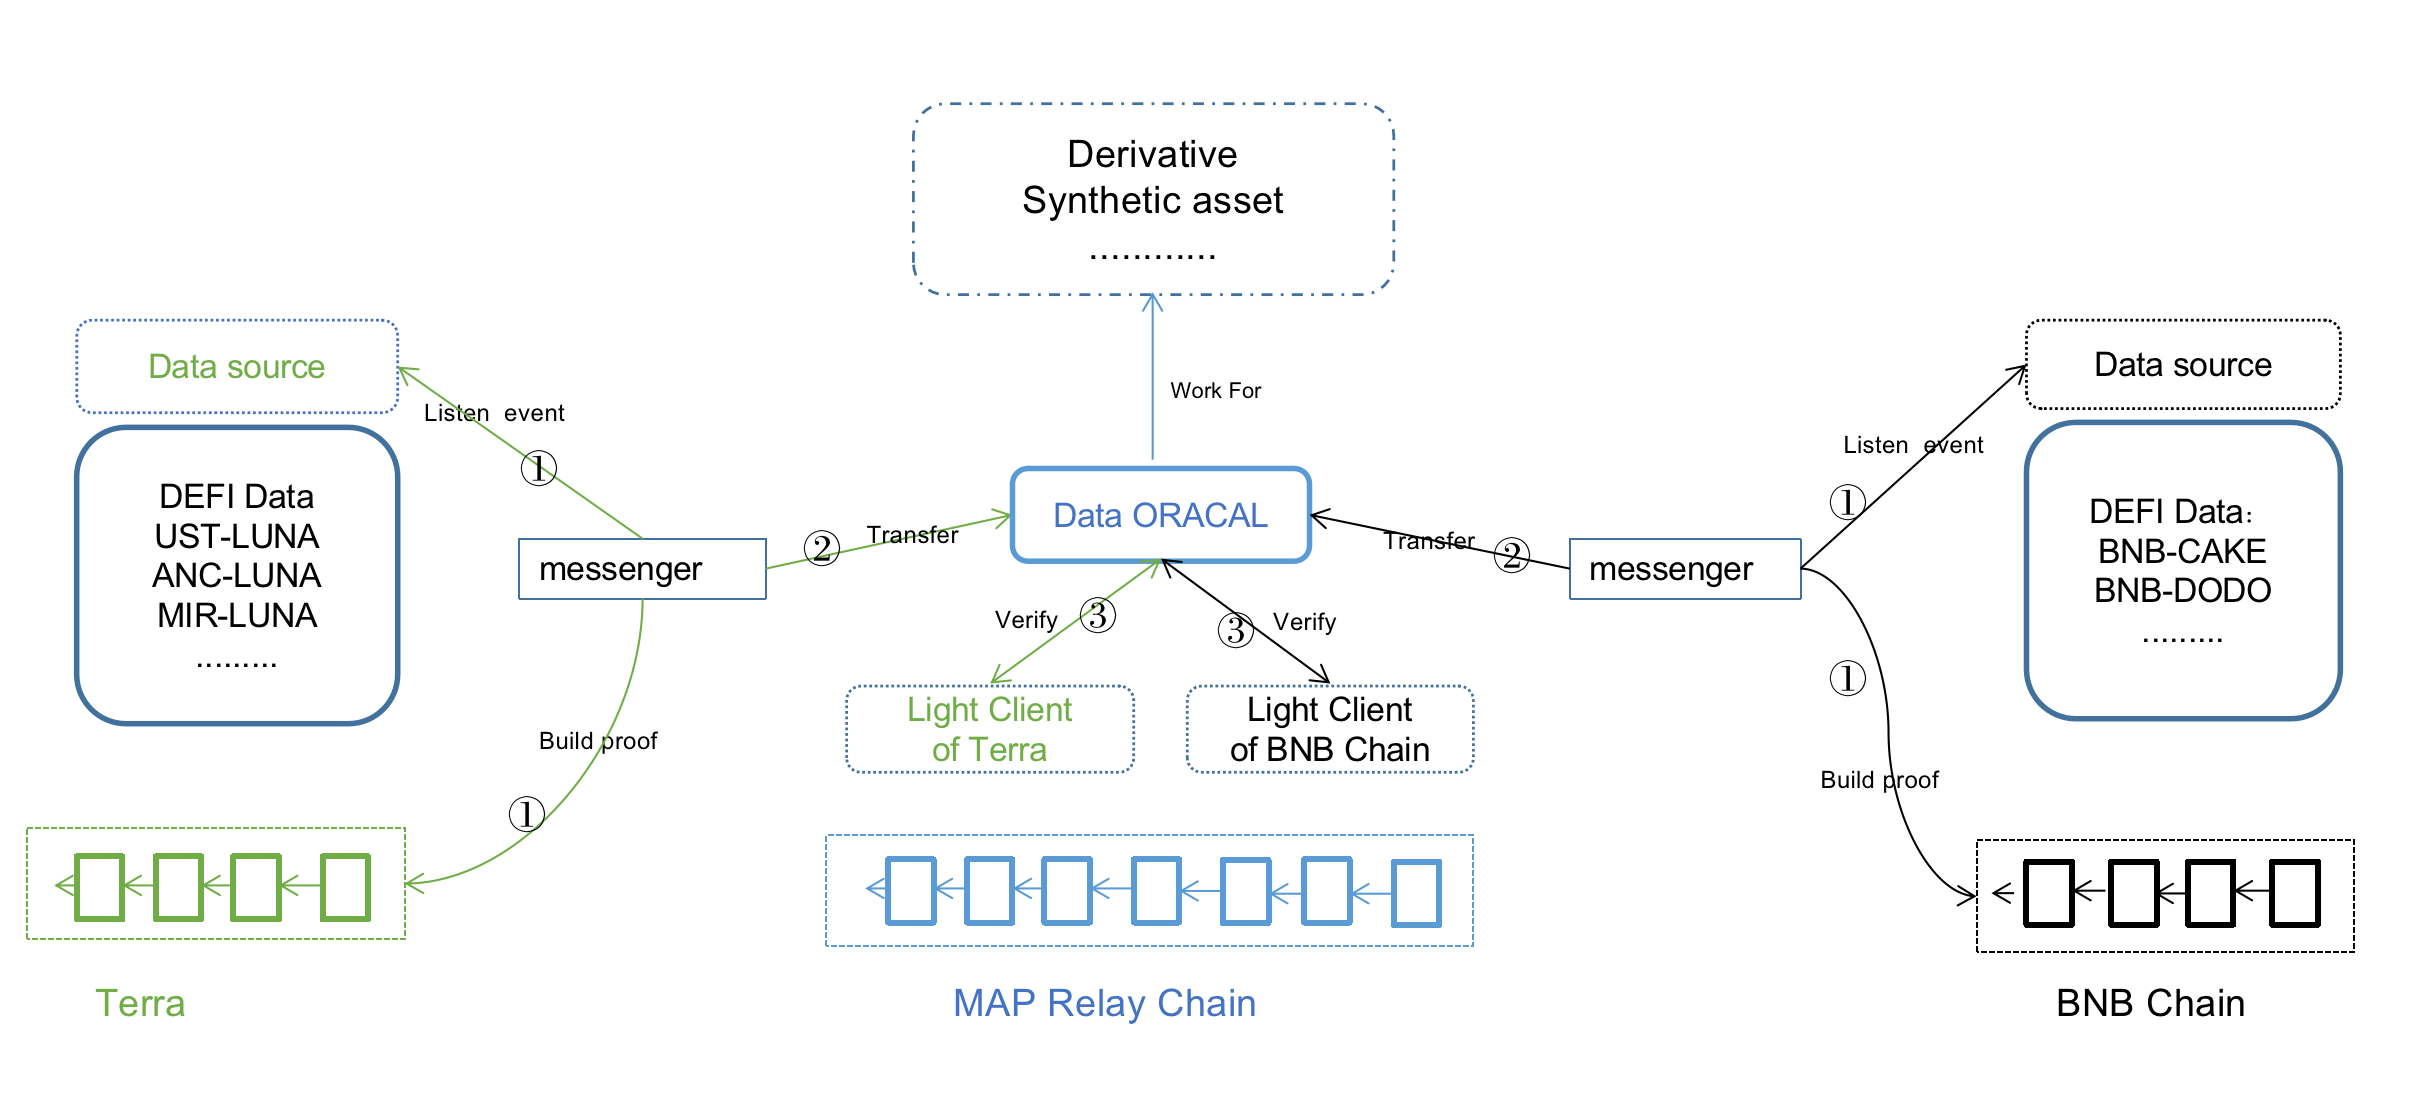 Derivative
Synthetic asset
............
Data source
Listen event
①
DEFI Data
UST-LUNA
ANC-LUNA
MIR-LUNA
.........
messenger
Build proof
①
②
Transfer
Work For
Data ORACAL
Verify
③
③
Verify
Light Client
of Terra
Light Client
of BNB Chain
Transfer
②
messenger
Data source
Listen event
①
DEFI Data：
BNB-CAKE
BNB-DODO
.........
①
Build proof
Terra
MAP Relay Chain
BNB Chain